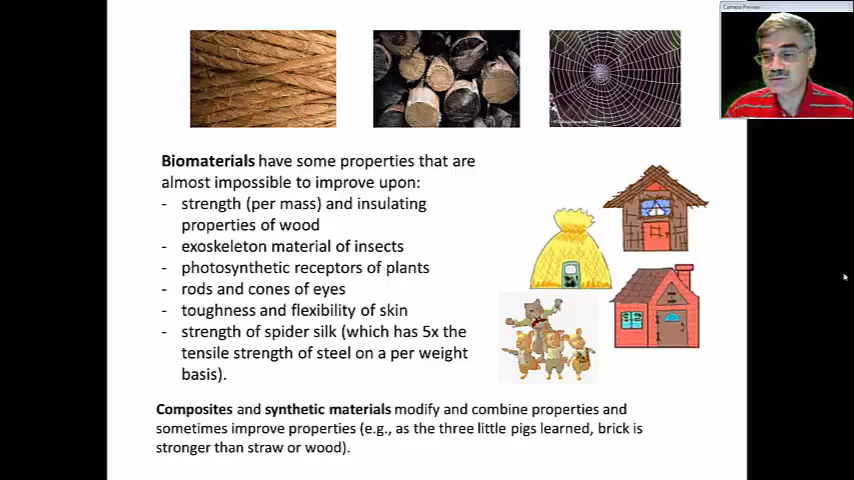 Camera Preview
Biomaterials have some properties that are
almost impossible to improve upon:
- strength (per mass) and insulating
properties of wood
- exoskeleton material of insects
- photosynthetic receptors of plants
- rods and cones of eyes
- toughness and flexibility of skin
- strength of spider silk (which has 5x the
tensile strength of steel on a per weight
basis).
Composites and synthetic materials modify and combine properties and
sometimes improve properties (e.g., as the three little pigs learned, brick is
stronger than straw or wood).